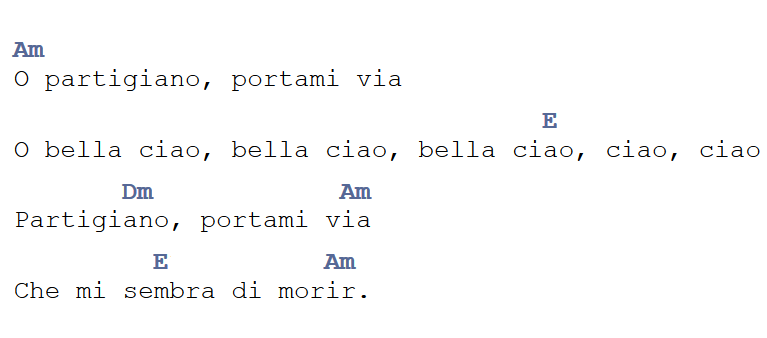 Am
O partigiano, portami via
E
O bella ciao, bella ciao, bella ciao, ciao, ciao
Dm Am
Partigiano, portami via
E Am
Che mi sembra di morir.